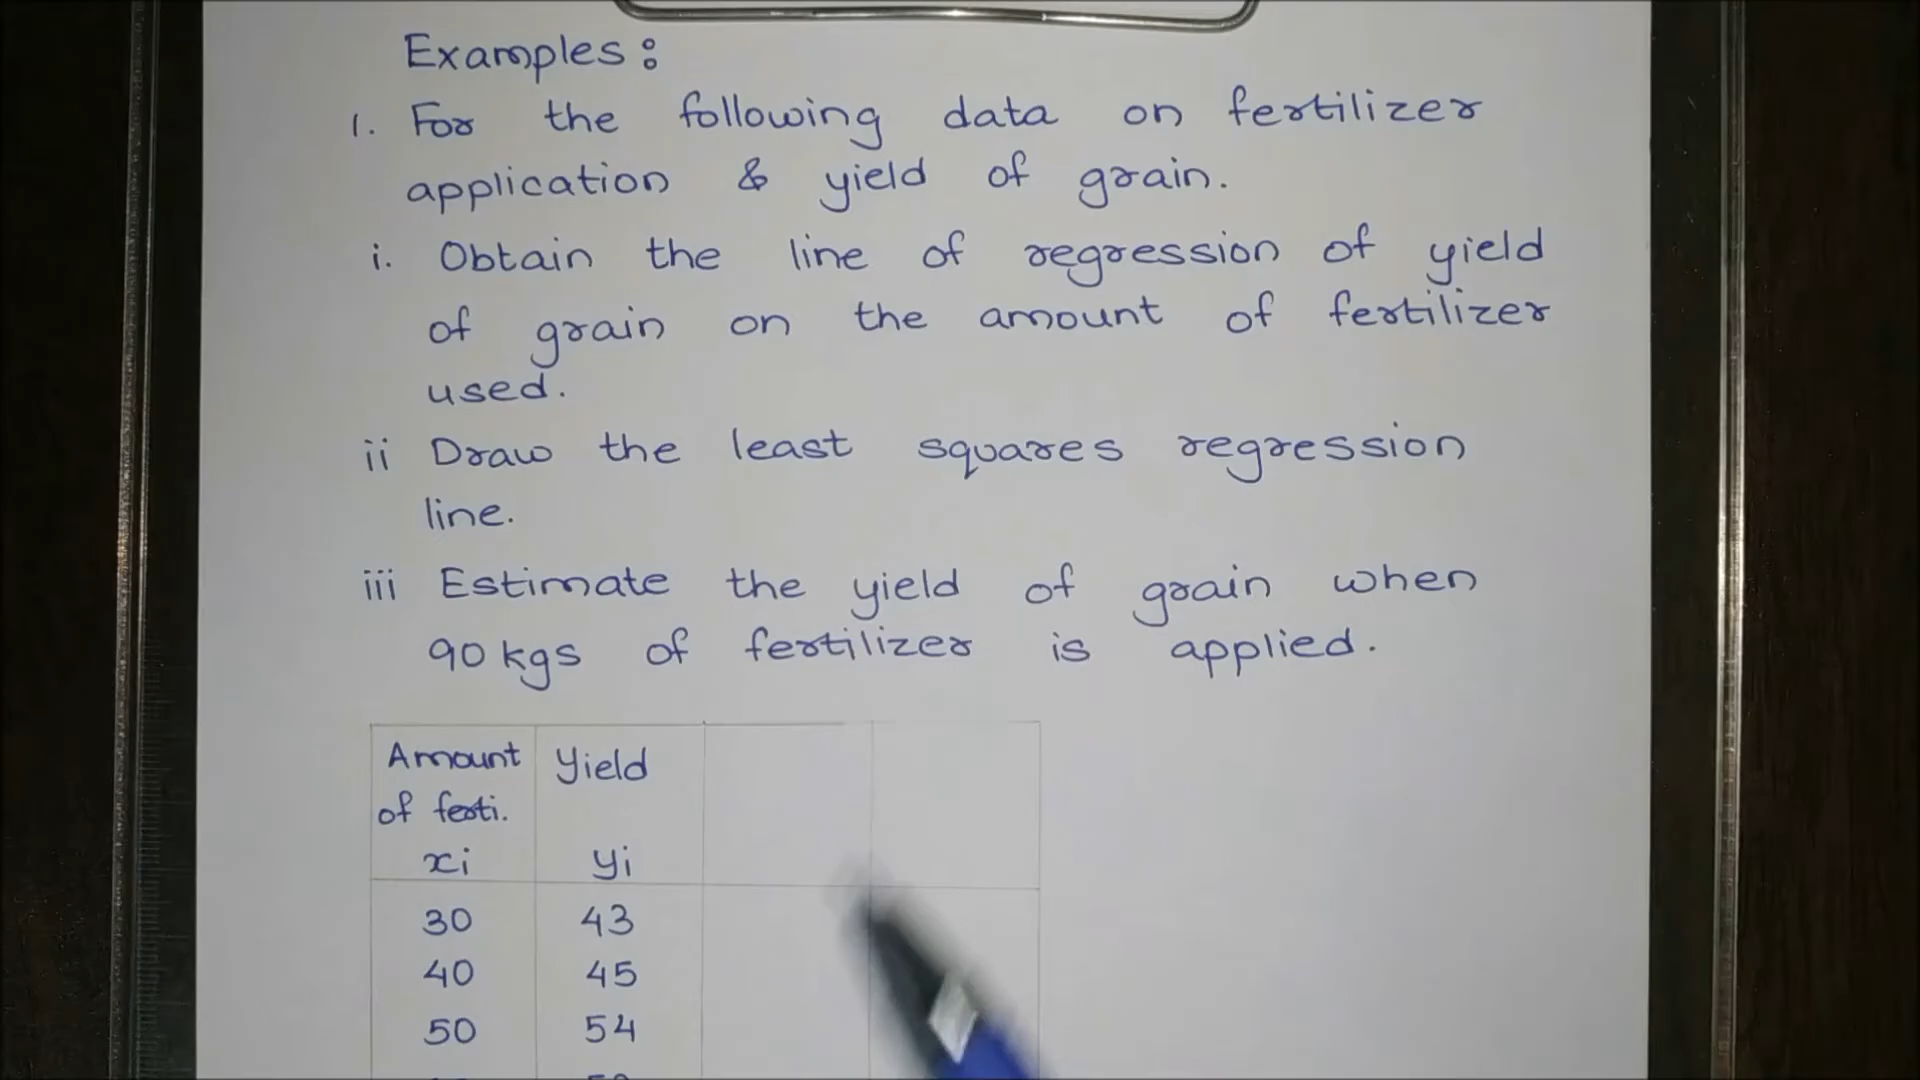 Examples :
1. For the following data on fertilizer
application & yield of grain.
i. Obtain the line of regression of yield
of grain on the amount of fertilizer
used.
ii Draw the least squares regression
line.
iii Estimate the yield of grain when
90 kgs of fertilizer is applied.
Amount of ferti. xi | Yield yi
30 43
40 45
50 54